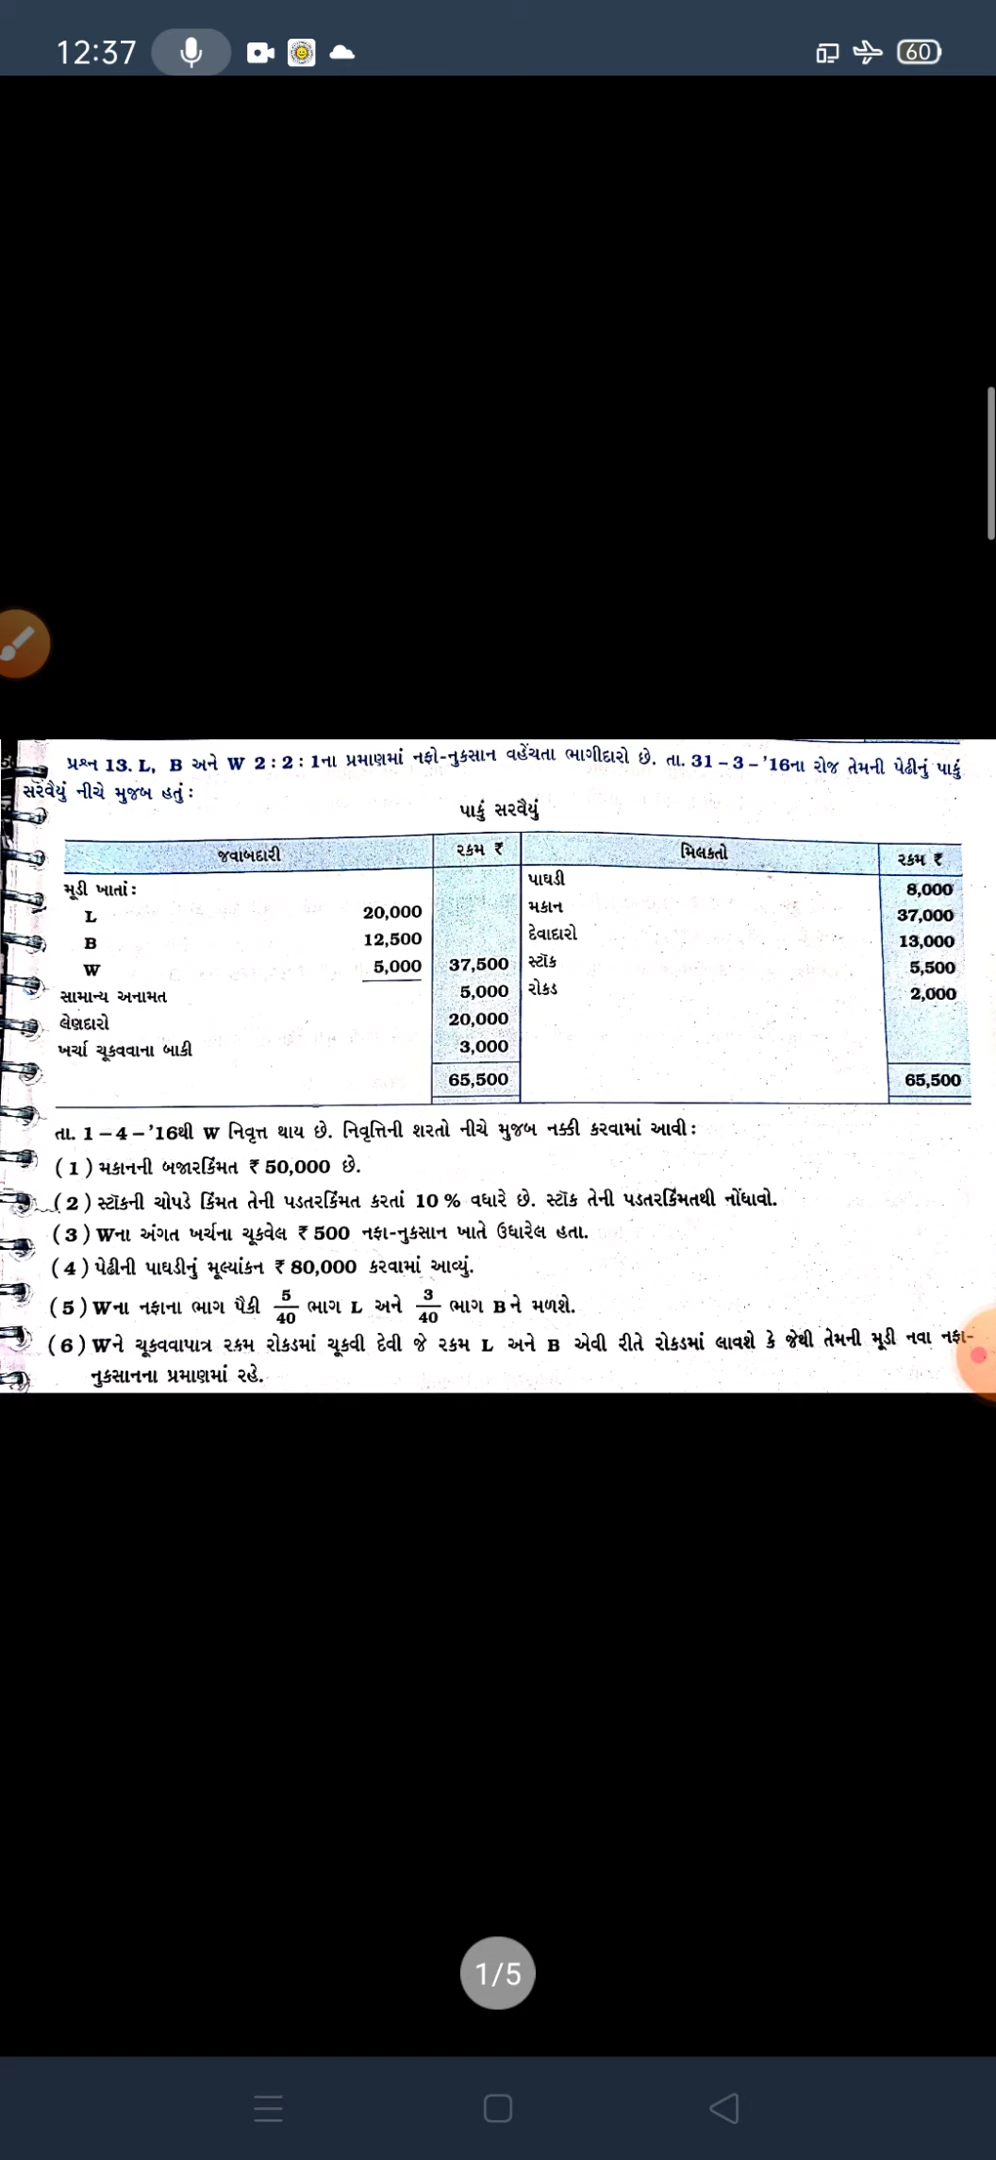 12:37
60
પ્રશ્ન 13. L, B અને W 2 : 2 : 1ના પ્રમાણમાં નફો-નુકસાન વહેંચતા ભાગીદારો છે. તા. 31 – 3 – ’16ના રોજ તેમની પેઢીનું પાકું
સરવૈયું નીચે મુજબ હતું :
પાકું સરવૈયું
જવાબદારી રકમ ₹ મિલકતો રકમ ₹
મૂડી ખાતાં : પાઘડી 8,000
L 20,000 મકાન 37,000
B 12,500 દેવાદારો 13,000
W 5,000 37,500 સ્ટૉક 5,500
સામાન્ય અનામત 5,000 રોકડ 2,000
લેણદારો 20,000
ખર્ચા ચૂકવવાના બાકી 3,000
65,500 65,500
તા. 1 – 4 – ’16થી W નિવૃત્ત થાય છે. નિવૃત્તિની શરતો નીચે મુજબ નક્કી કરવામાં આવી :
( 1 ) મકાનની બજારકિંમત ₹ 50,000 છે.
( 2 ) સ્ટૉકની ચોપડે કિંમત તેની પડતરકિંમત કરતાં 10 % વધારે છે. સ્ટૉક તેની પડતરકિંમતથી નોંધાવો.
( 3 ) Wના અંગત ખર્ચના ચૂકવેલ ₹ 500 નફા-નુકસાન ખાતે ઉધારેલ હતા.
( 4 ) પેઢીની પાઘડીનું મૂલ્યાંકન ₹ 80,000 કરવામાં આવ્યું.
( 5 ) Wના નફાના ભાગ પૈકી 5/40 ભાગ L અને 3/40 ભાગ Bને મળશે.
( 6 ) Wને ચૂકવવાપાત્ર રકમ રોકડમાં ચૂકવી દેવી જે રકમ L અને B એવી રીતે રોકડમાં લાવશે કે જેથી તેમની મૂડી નવા નફા-
નુકસાનના પ્રમાણમાં રહે.
1/5